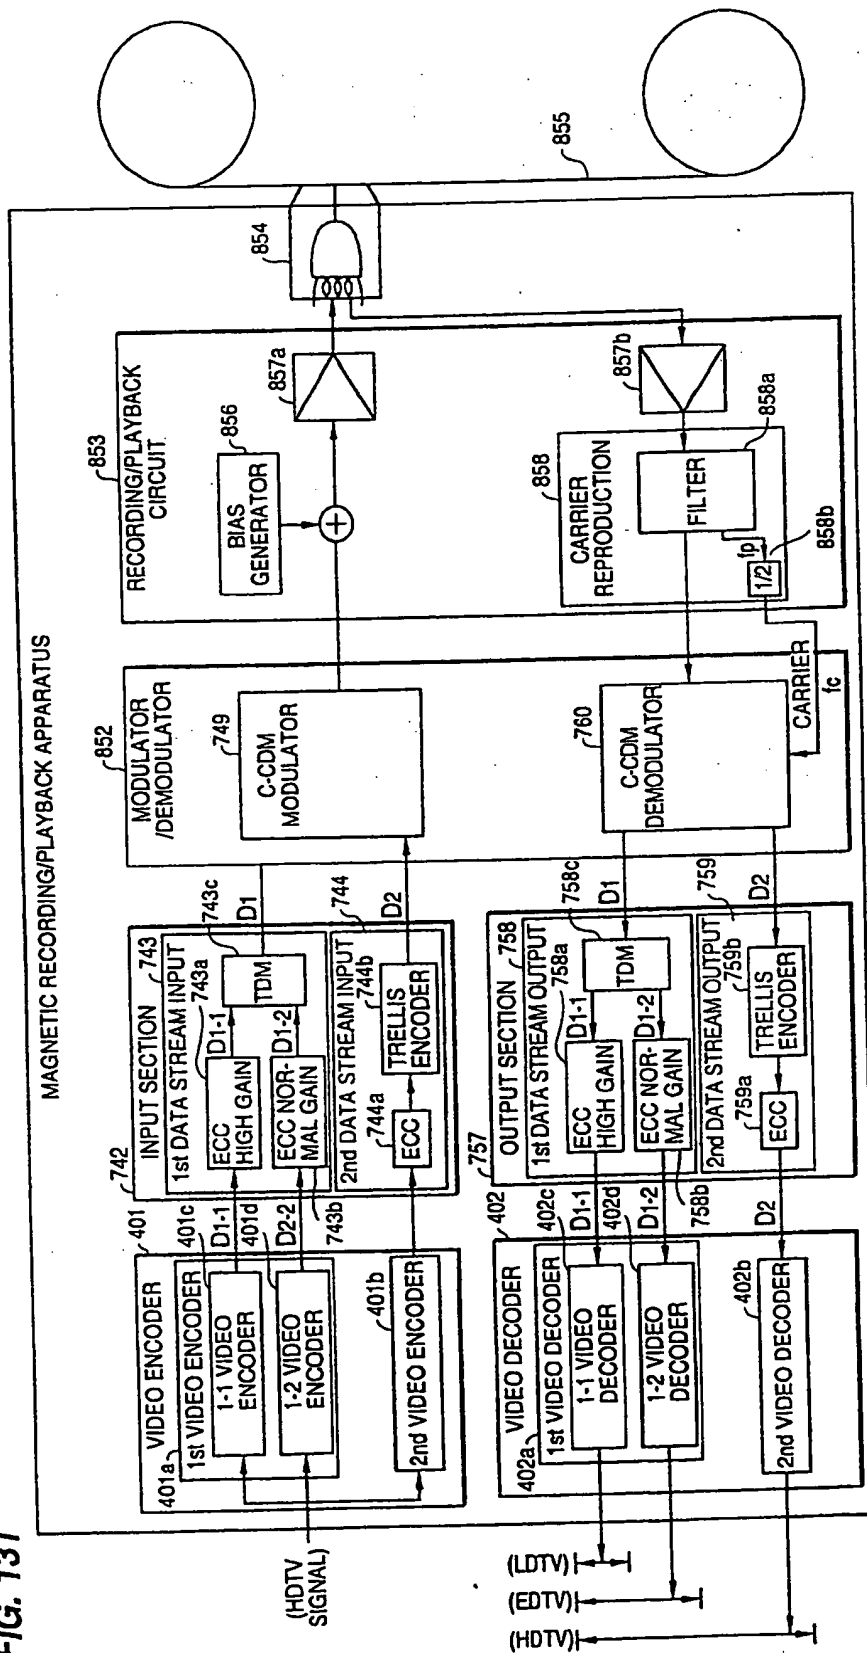 FIG. 131
MAGNETIC RECORDING/PLAYBACK APPARATUS
(HDTV
SIGNAL)
401
VIDEO ENCODER
401a
1st VIDEO ENCODER
401c
1-1 VIDEO
ENCODER
401d
1-2 VIDEO
ENCODER
401b
2nd VIDEO ENCODER
D1-1
D2-2
742
INPUT SECTION
743
1st DATA STREAM INPUT
743a
ECC
HIGH GAIN
D1-1
743c
TDM
ECC NOR-
MAL GAIN
D1-2
743b
744
2nd DATA STREAM INPUT
744a
ECC
744b
TRELLIS
ENCODER
D1
D2
852
MODULATOR
/DEMODULATOR
749
C-CDM
MODULATOR
853
RECORDING/PLAYBACK
CIRCUIT
856
BIAS
GENERATOR
+
857a
854
855
857b
858
CARRIER
REPRODUCTION
858a
FILTER
fp
1/2
858b
CARRIER
fc
760
C-CDM
DEMODULATOR
D1
D2
757
OUTPUT SECTION
758
1st DATA STREAM OUTPUT
758a
ECC
HIGH GAIN
D1-1
758c
TDM
ECC NOR-
MAL GAIN
D1-2
758b
759
2nd DATA STREAM OUTPUT
759a
ECC
759b
TRELLIS
ENCODER
D1-1
D1-2
D2
402
VIDEO DECODER
402a
1st VIDEO DECODER
402c
1-1 VIDEO
DECODER
402d
1-2 VIDEO
DECODER
402b
2nd VIDEO DECODER
(LDTV)
(EDTV)
(HDTV)